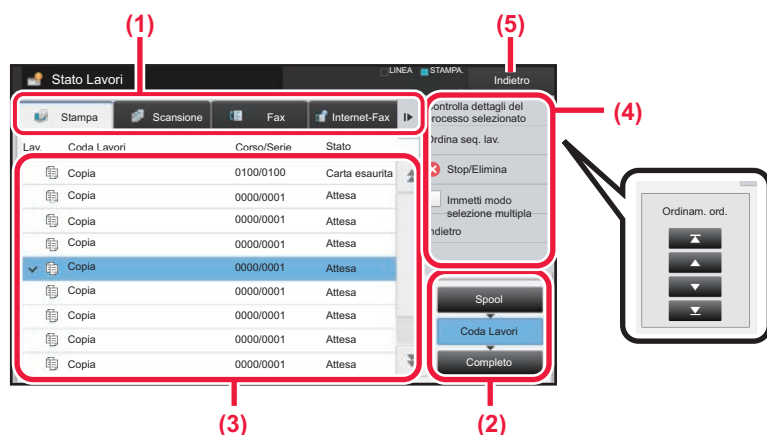 (1)
(5)
Stato Lavori
LINEA
STAMPA.
Indietro
Stampa
Scansione
Fax
Internet-Fax
ontrolla dettagli del
rocesso selezionato
(4)
Ordina seq. lav.
Lav. Coda Lavori Corso/Serie Stato
Stop/Elimina
Copia 0100/0100 Carta esaurita
Copia 0000/0001 Attesa
Immetti modo
selezione multipla
Copia 0000/0001 Attesa
ndietro
Copia 0000/0001 Attesa
Copia 0000/0001 Attesa
Copia 0000/0001 Attesa
Copia 0000/0001 Attesa
Copia 0000/0001 Attesa
Copia 0000/0001 Attesa
Spool
Coda Lavori
Completo
Ordinam. ord.
(3)
(2)